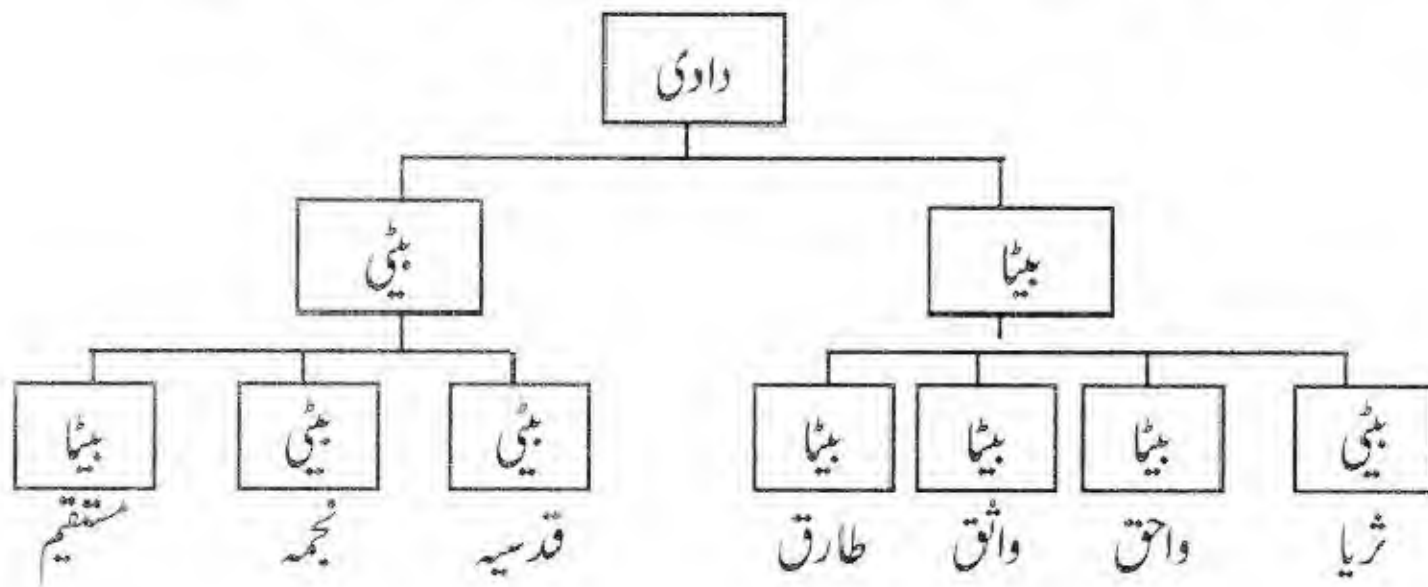 دادی
بیٹا بیٹی
بیٹی بیٹا بیٹا بیٹا بیٹی بیٹی بیٹا
ثریا واحق واثق طارق قدسیہ نجمہ مستقیم